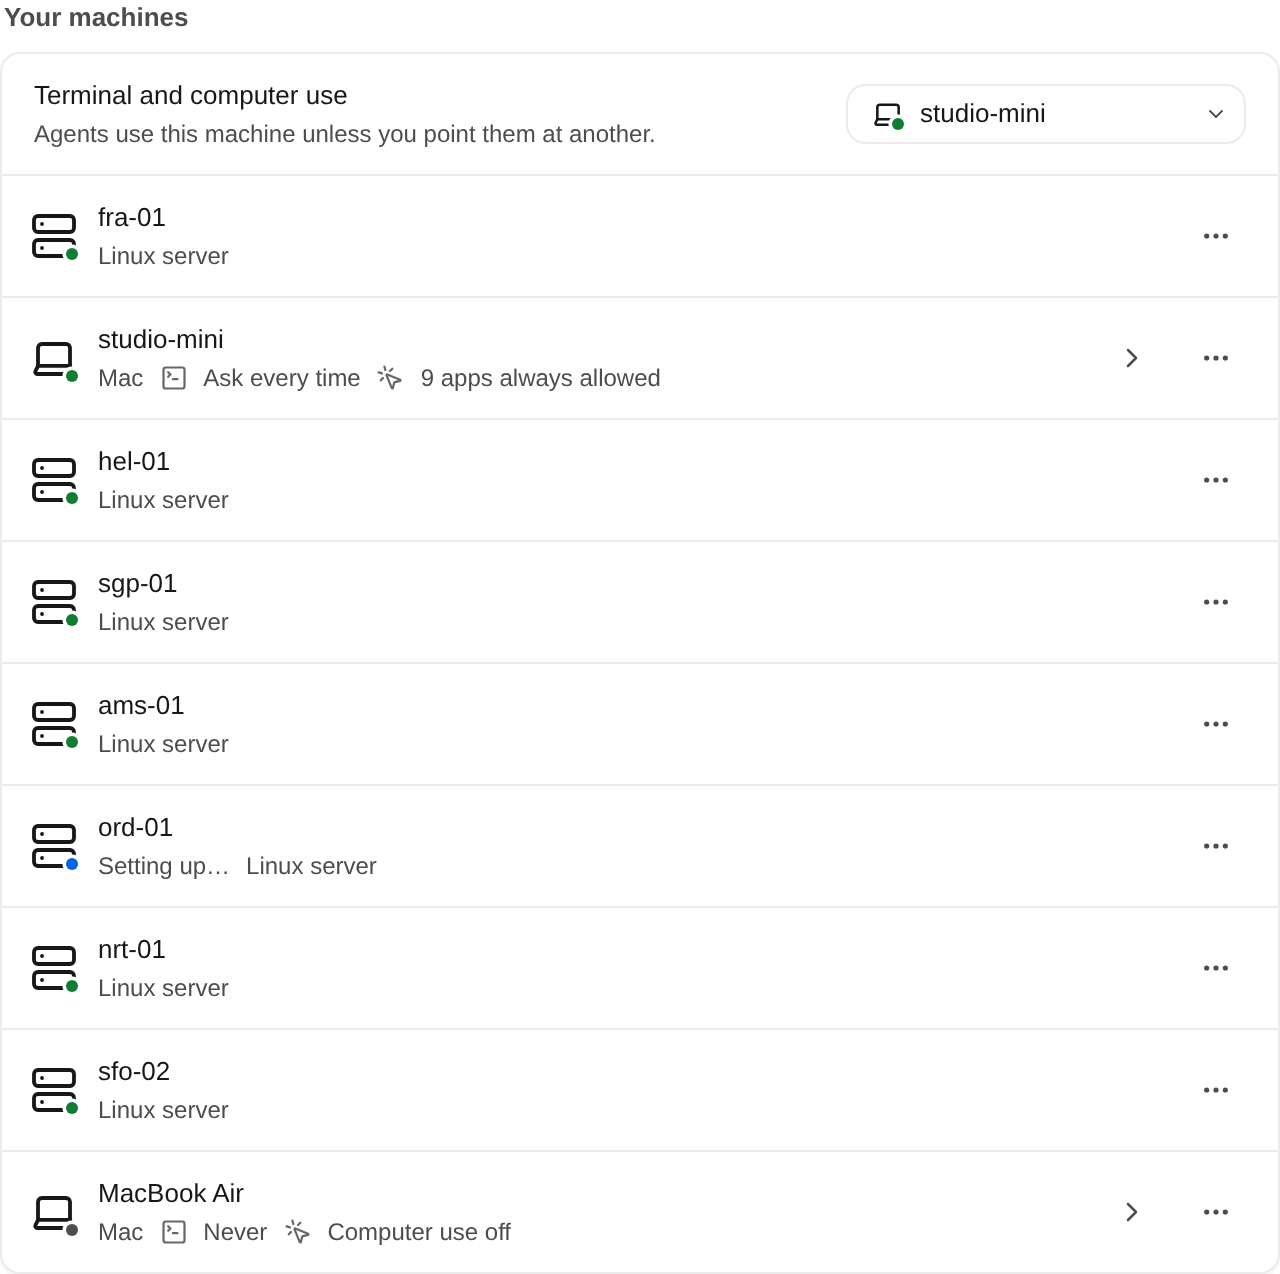 Your machines
Terminal and computer use
Agents use this machine unless you point them at another.
studio-mini
fra-01
Linux server
studio-mini
Mac Ask every time 9 apps always allowed
hel-01
Linux server
sgp-01
Linux server
ams-01
Linux server
ord-01
Setting up… Linux server
nrt-01
Linux server
sfo-02
Linux server
MacBook Air
Mac Never Computer use off